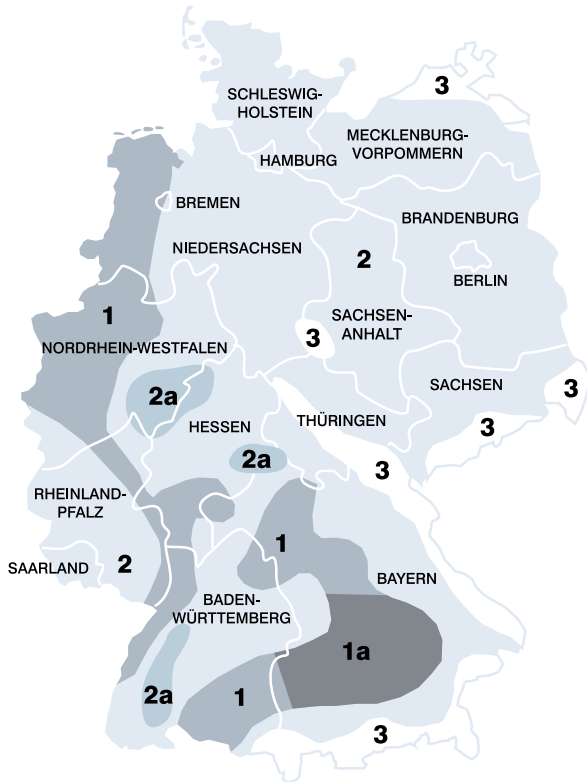 3
SCHLESWIG-
HOLSTEIN
MECKLENBURG-
VORPOMMERN
HAMBURG
BREMEN
BRANDENBURG
NIEDERSACHSEN
2
BERLIN
1
SACHSEN-
ANHALT
3
NORDRHEIN-WESTFALEN
2a
SACHSEN
3
THÜRINGEN
HESSEN
3
2a
3
RHEINLAND-
PFALZ
1
SAARLAND
2
BAYERN
BADEN-
WÜRTTEMBERG
1a
2a
1
3